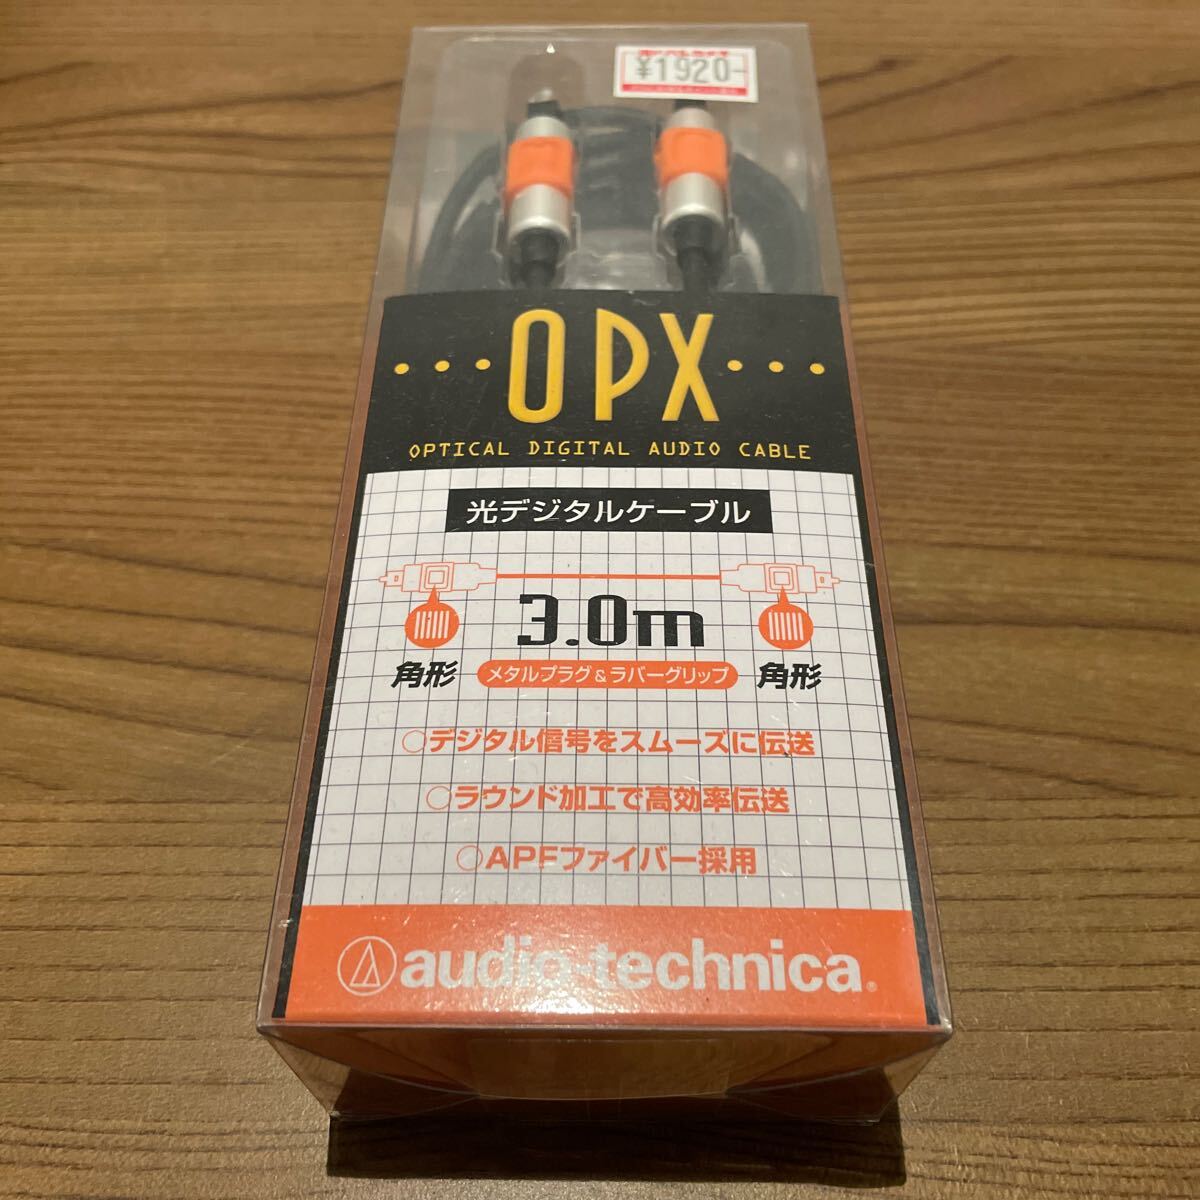 ¥1920-
OPX
OPTICAL DIGITAL AUDIO CABLE
光デジタルケーブル
3.0m
角形
メタルプラグ&ラバーグリップ
角形
○デジタル信号をスムーズに伝送
○ラウンド加工で高効率伝送
○APFファイバー採用
audio-technica®